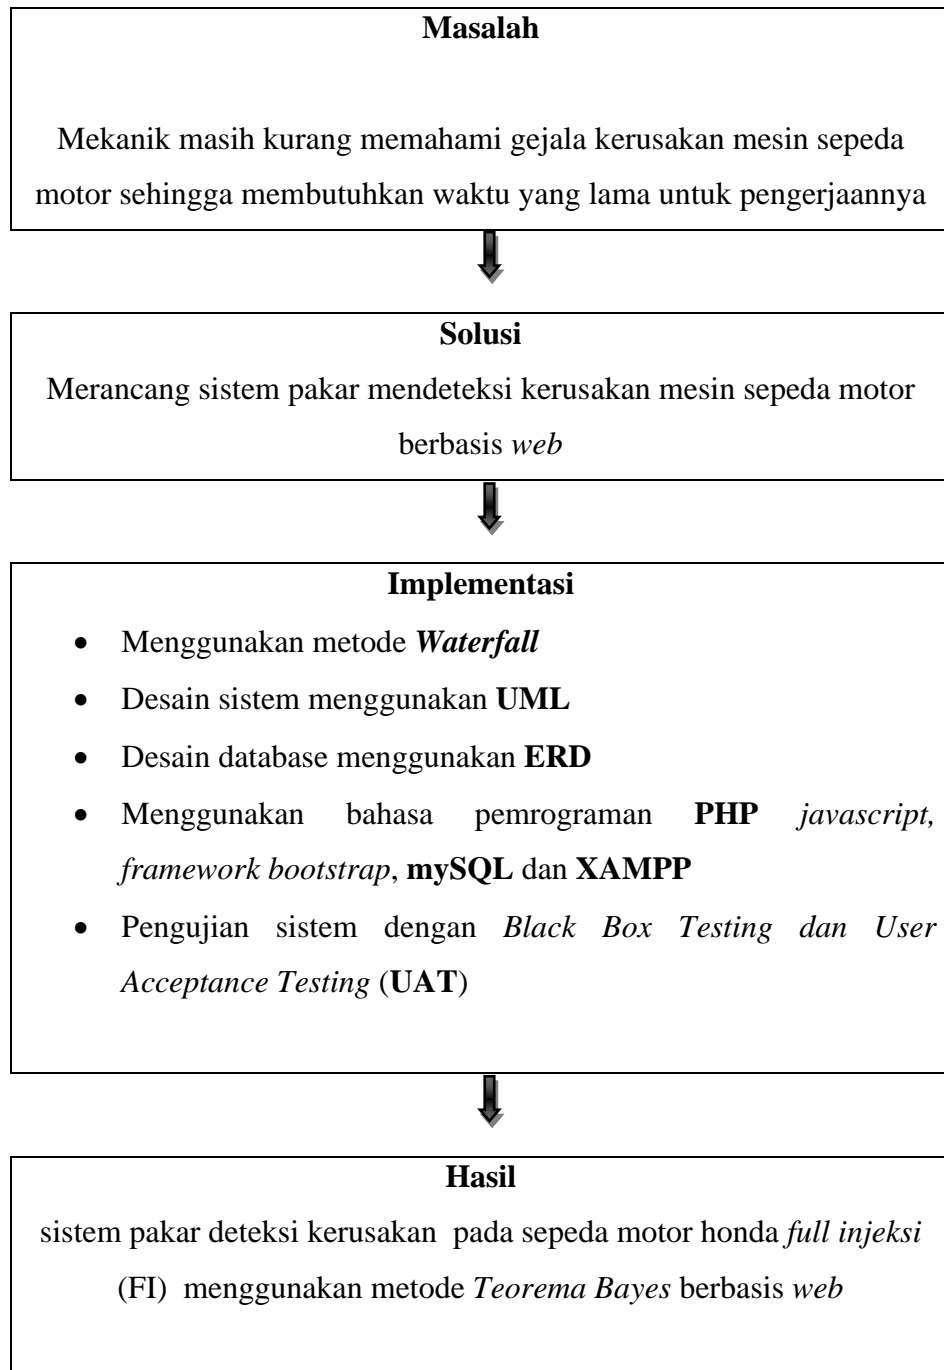 Masalah
Mekanik masih kurang memahami gejala kerusakan mesin sepeda
motor sehingga membutuhkan waktu yang lama untuk pengerjaannya
Solusi
Merancang sistem pakar mendeteksi kerusakan mesin sepeda motor
berbasis web
Implementasi
• Menggunakan metode Waterfall
• Desain sistem menggunakan UML
• Desain database menggunakan ERD
• Menggunakan bahasa pemrograman PHP javascript,
framework bootstrap, mySQL dan XAMPP
• Pengujian sistem dengan Black Box Testing dan User
Acceptance Testing (UAT)
Hasil
sistem pakar deteksi kerusakan pada sepeda motor honda full injeksi
(FI) menggunakan metode Teorema Bayes berbasis web